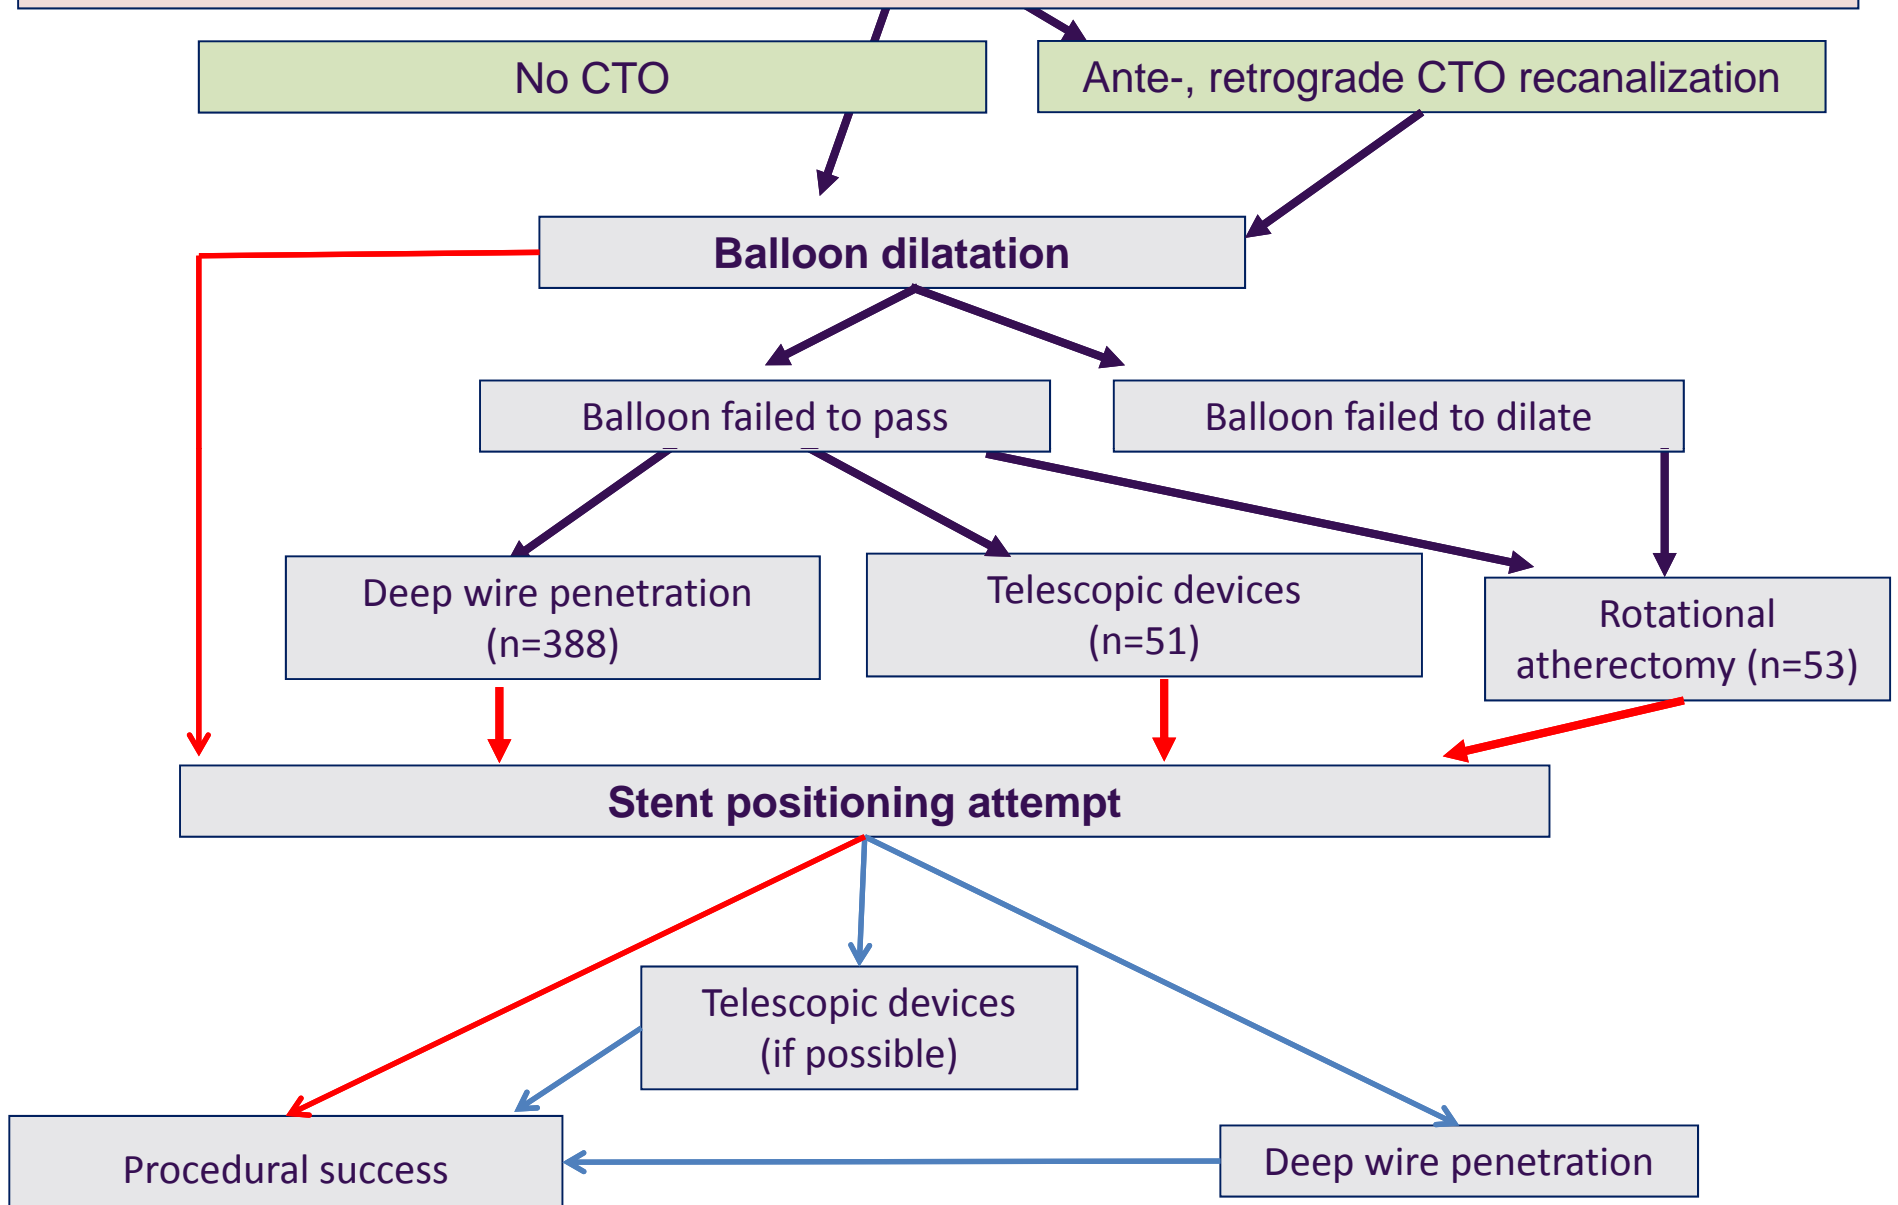 No CTO
Ante-, retrograde CTO recanalization
Balloon dilatation
Balloon failed to pass
Balloon failed to dilate
Deep wire penetration
(n=388)
Telescopic devices
(n=51)
Rotational
atherectomy (n=53)
Stent positioning attempt
Telescopic devices
(if possible)
Procedural success
Deep wire penetration